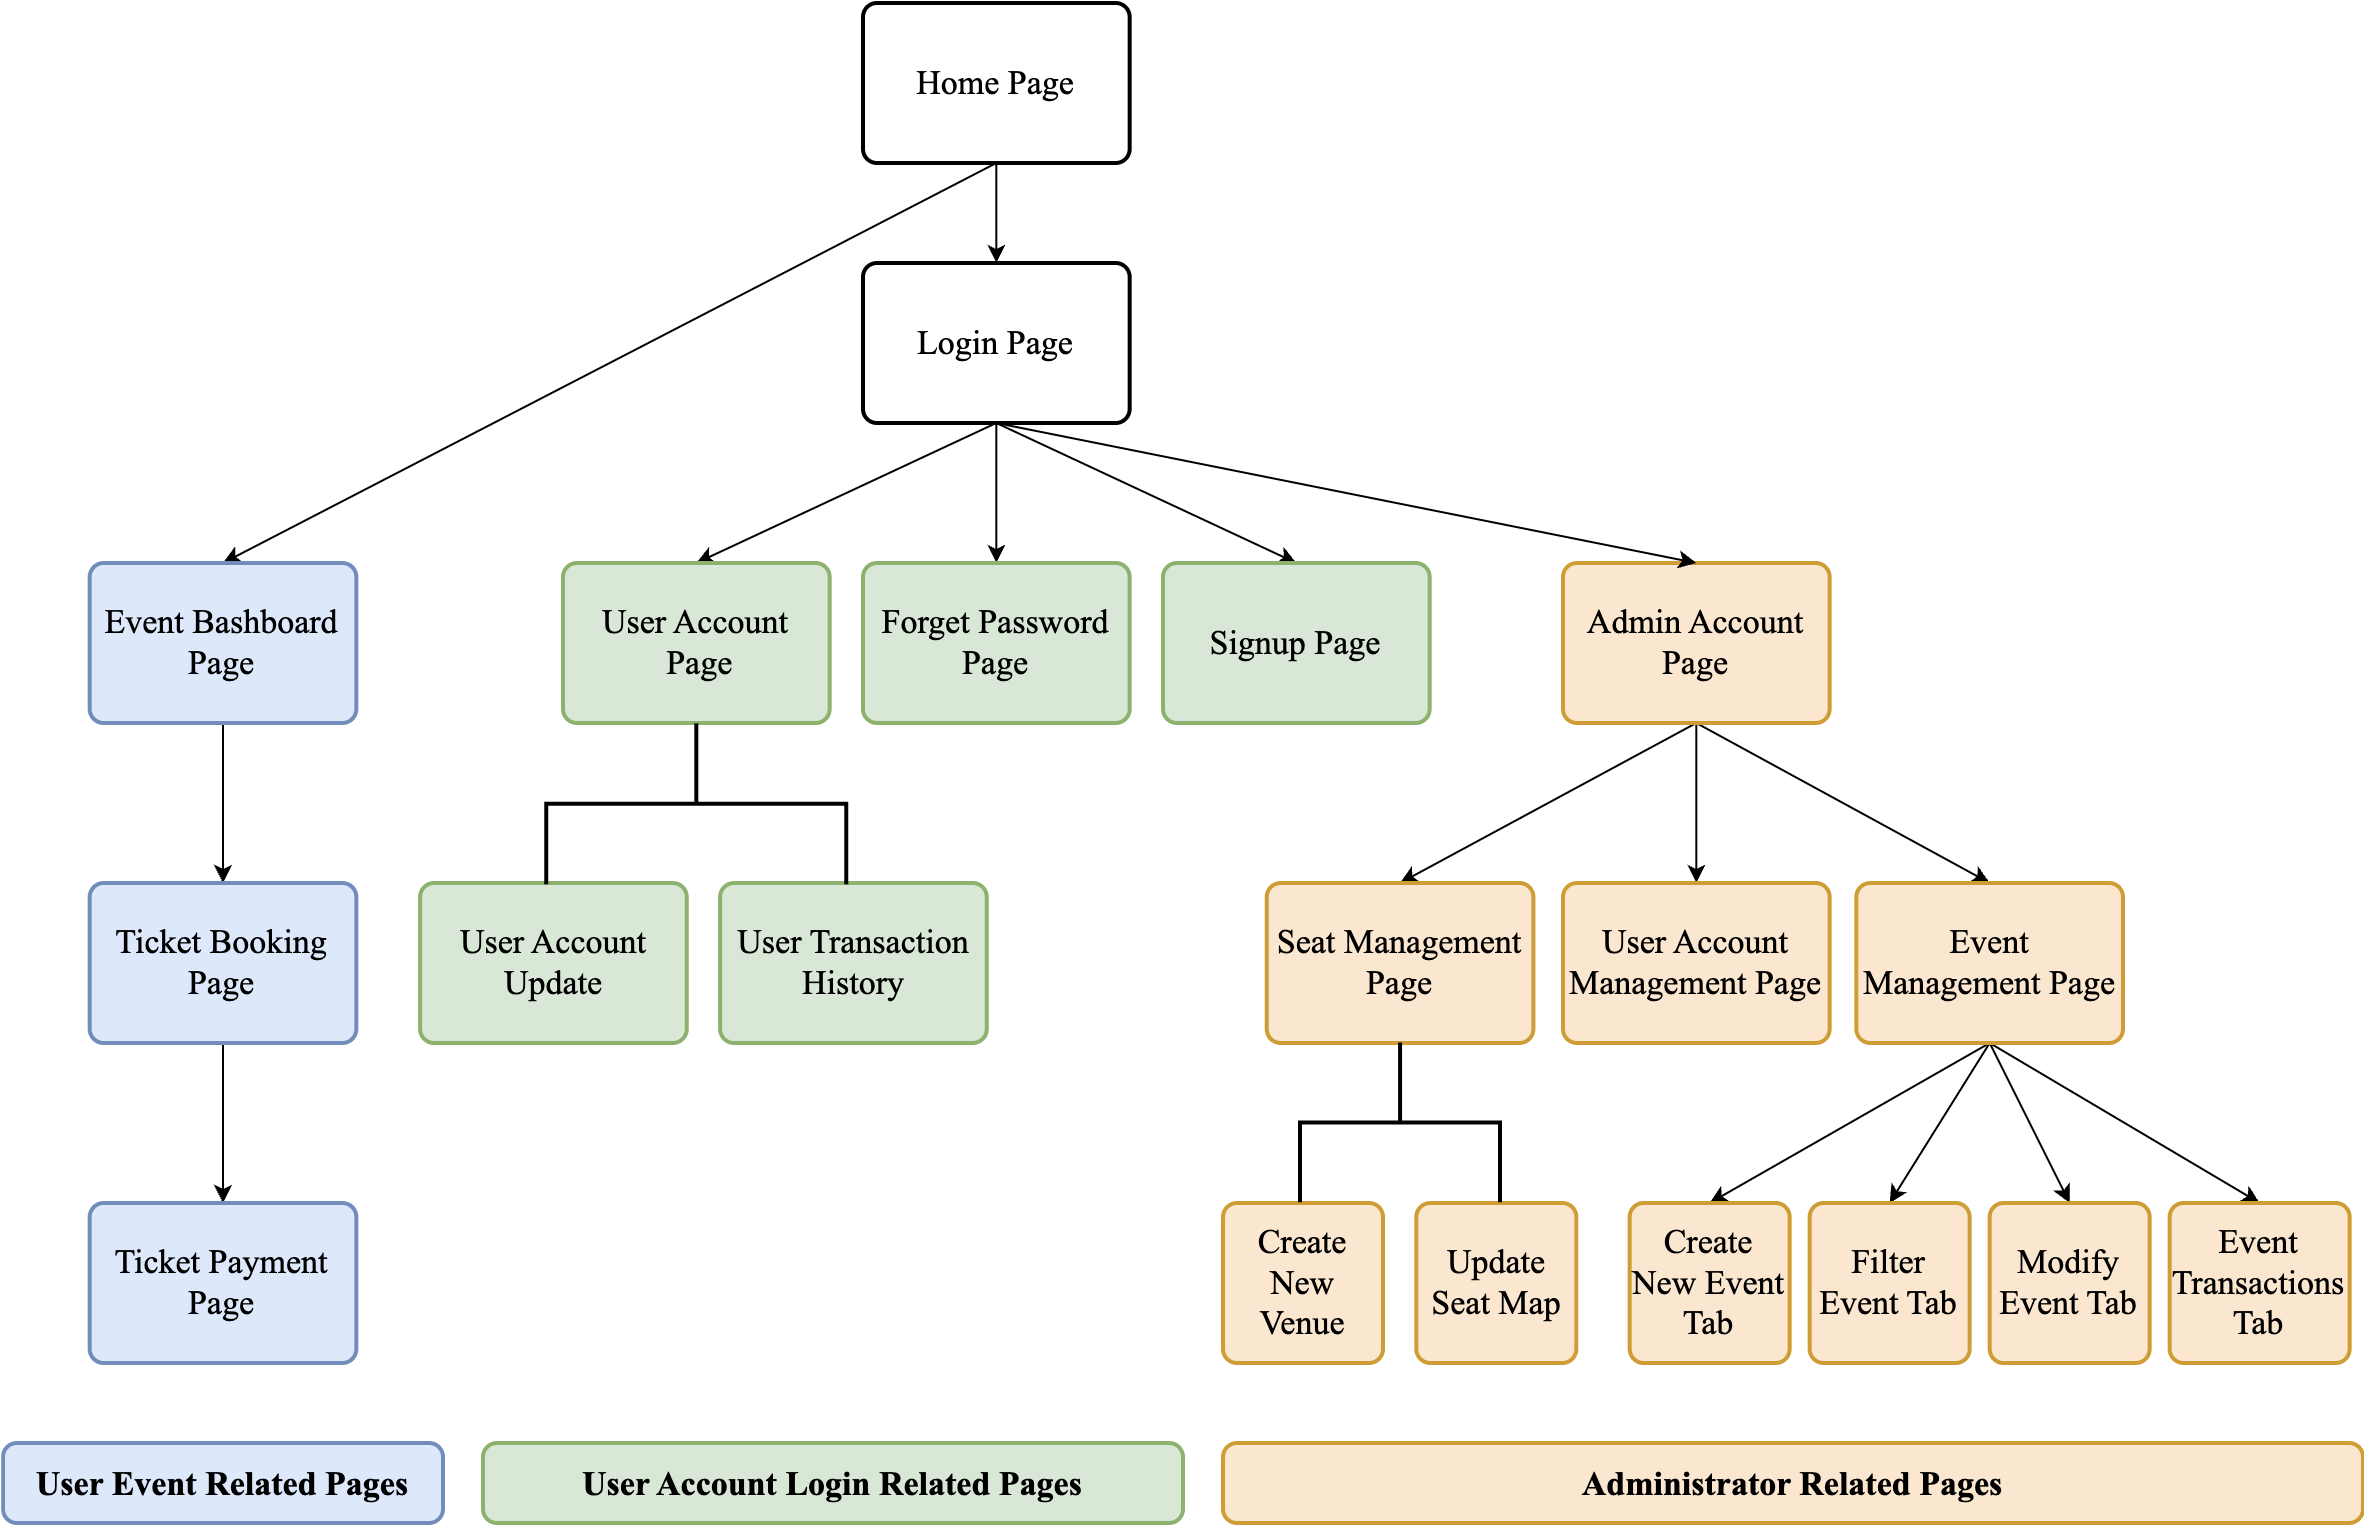 Home Page
Login Page
Event Bashboard
Page
User Account
Page
Forget Password
Page
Signup Page
Admin Account
Page
Ticket Booking
Page
User Account
Update
User Transaction
History
Seat Management
Page
User Account
Management Page
Event
Management Page
Ticket Payment
Page
Create
New
Venue
Update
Seat Map
Create
New Event
Tab
Filter
Event Tab
Modify
Event Tab
Event
Transactions
Tab
User Event Related Pages
User Account Login Related Pages
Administrator Related Pages